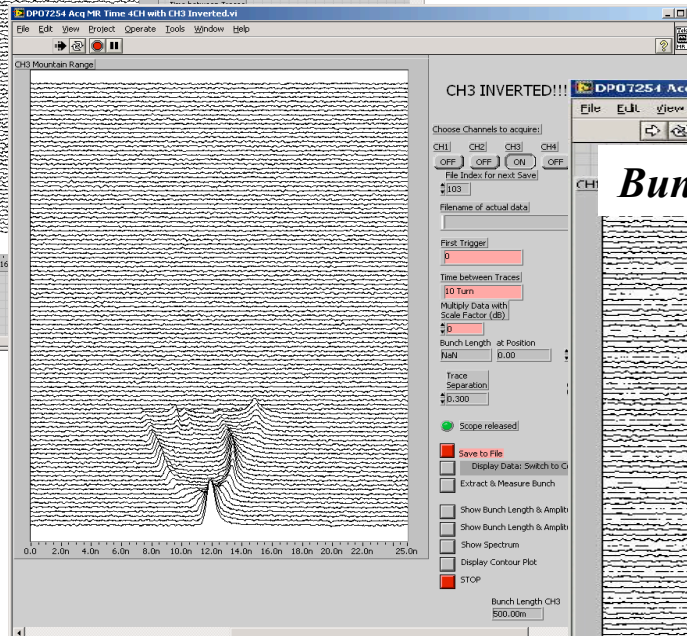 Time between Traces
DPO7254 Acq MR Time 4CH with CH3 Inverted.vi
File Edit View Project Operate Tools Window Help
CH3 Mountain Range
CH3 INVERTED!!!
Choose Channels to acquire:
CH1 CH2 CH3 CH4
OFF OFF ON OFF
File Index for next Save
103
Filename of actual data
First Trigger
0
Time between Traces
10 Turn
Multiply Data with
Scale Factor (dB)
0
Bunch Length at Position
NaN 0.00
Trace
Separation
0.300
Scope released
Save to File
Display Data: Switch to C
Extract & Measure Bunch
Show Bunch Length & Amplit
Show Bunch Length & Amplit
Show Spectrum
Display Contour Plot
STOP
Bunch Length CH3
500.00m
0.0 2.0n 4.0n 6.0n 8.0n 10.0n 12.0n 14.0n 16.0n 18.0n 20.0n 22.0n 25.0n
DPO7254 Ac
File Edit View
CH1
Bun
16